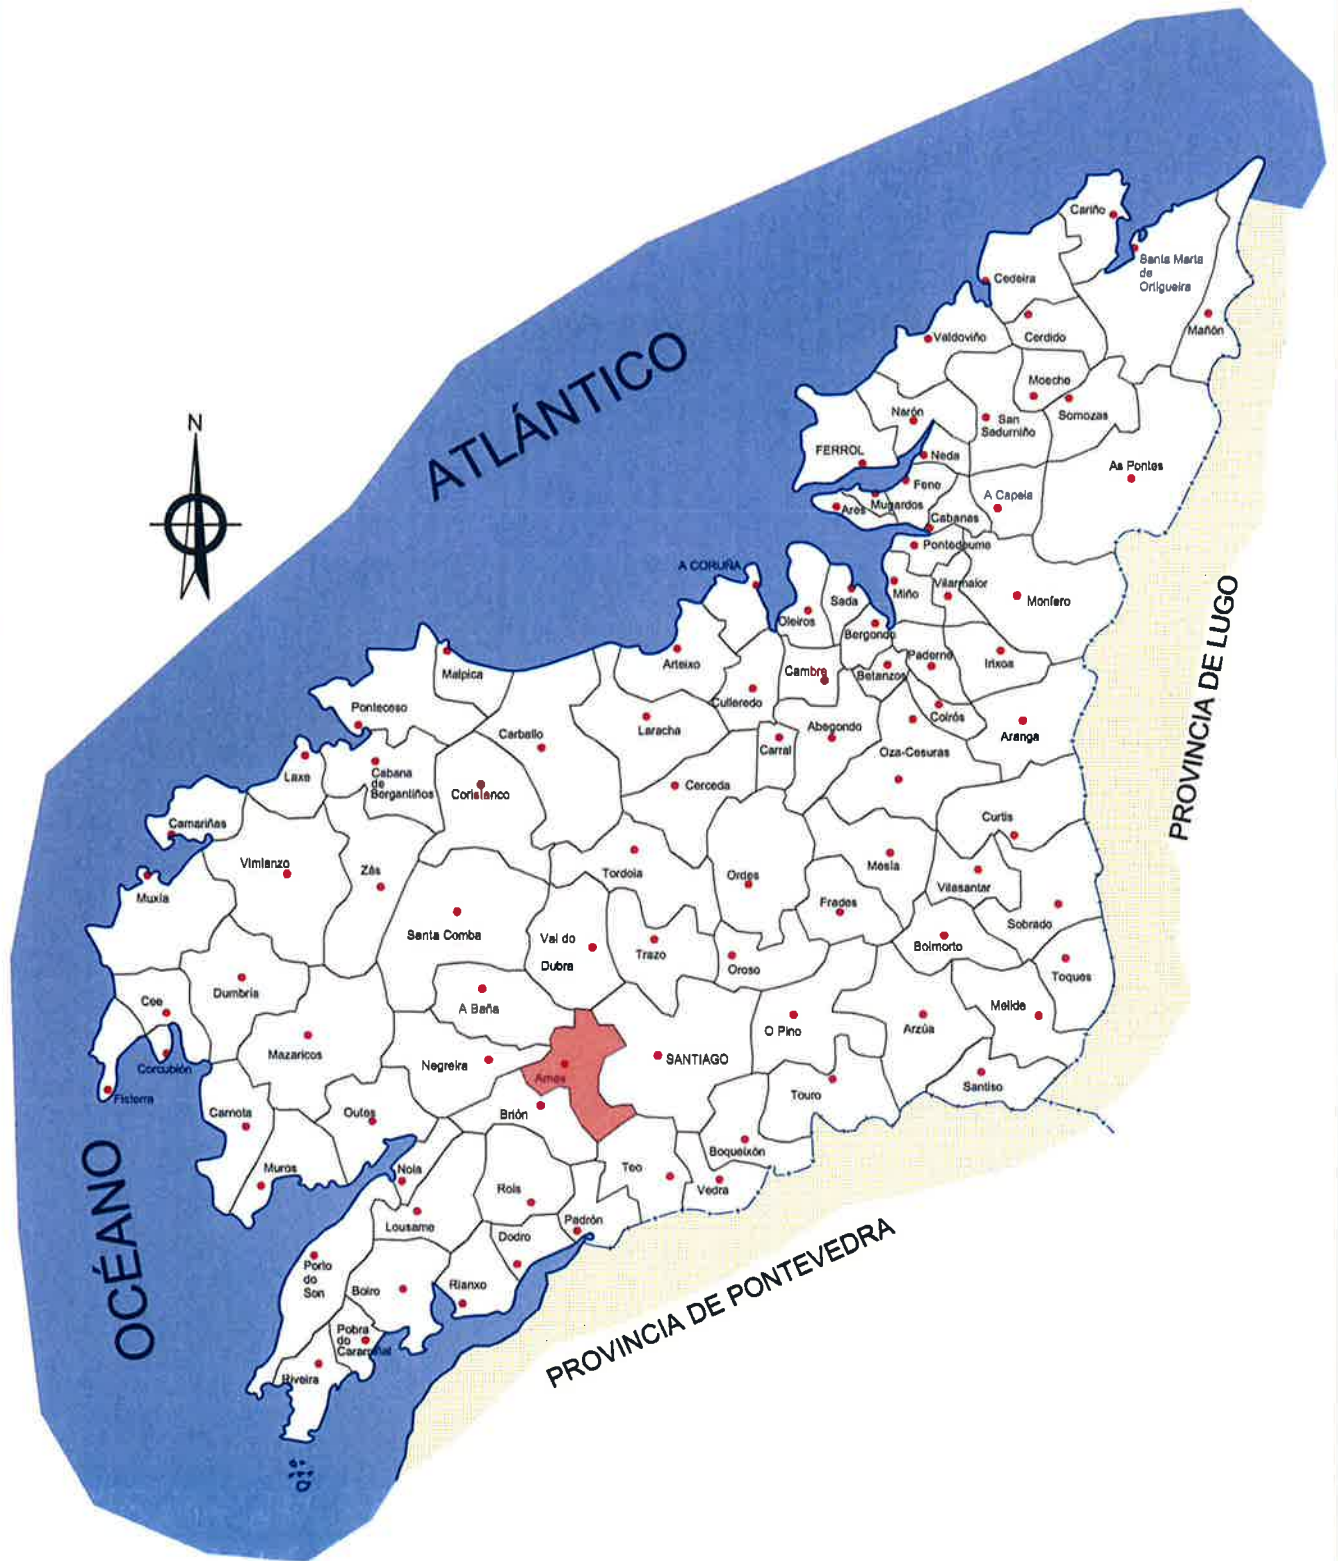 Cariño
Santa Marta
de
Ortigueira
Cedeira
Mañón
Valdoviño
Cerdido
Moeche
Somozas
Narón
San
Sadurniño
FERROL
Neda
As Pontes
Fene
A Capela
Ares
Mugardos
Cabanas
Pontedeume
ATLÁNTICO
N
A CORUÑA
Sada
Miño
Vilarmaior
Monfero
Oleiros
Bergondo
PROVINCIA DE LUGO
Arteixo
Paderne
Irixoa
Malpica
Cambre
Betanzos
Ponteceso
Culleredo
Coirós
Carballo
Laracha
Abegondo
Aranga
Carral
Oza-Cesuras
Laxe
Cabana
de
Bergantiños
Coristanco
Cerceda
Camariñas
Curtis
Vimianzo
Zás
Tordoia
Ordes
Mesía
Vilasantar
Muxía
Frades
Sobrado
Santa Comba
Val do
Dubra
Trazo
Boimorto
Oroso
Toques
Dumbría
Cee
A Baña
Melide
O Pino
Arzúa
Mazaricos
Negreira
SANTIAGO
Corcubión
Ames
Santiso
Fisterra
Touro
Carnota
Outes
Brión
Boqueixón
Muros
Noia
Teo
Vedra
Rois
Lousame
Padrón
Dodro
OCÉANO
Porto
do
Son
Boiro
Rianxo
PROVINCIA DE PONTEVEDRA
Pobra
do
Caramiñal
Riveira